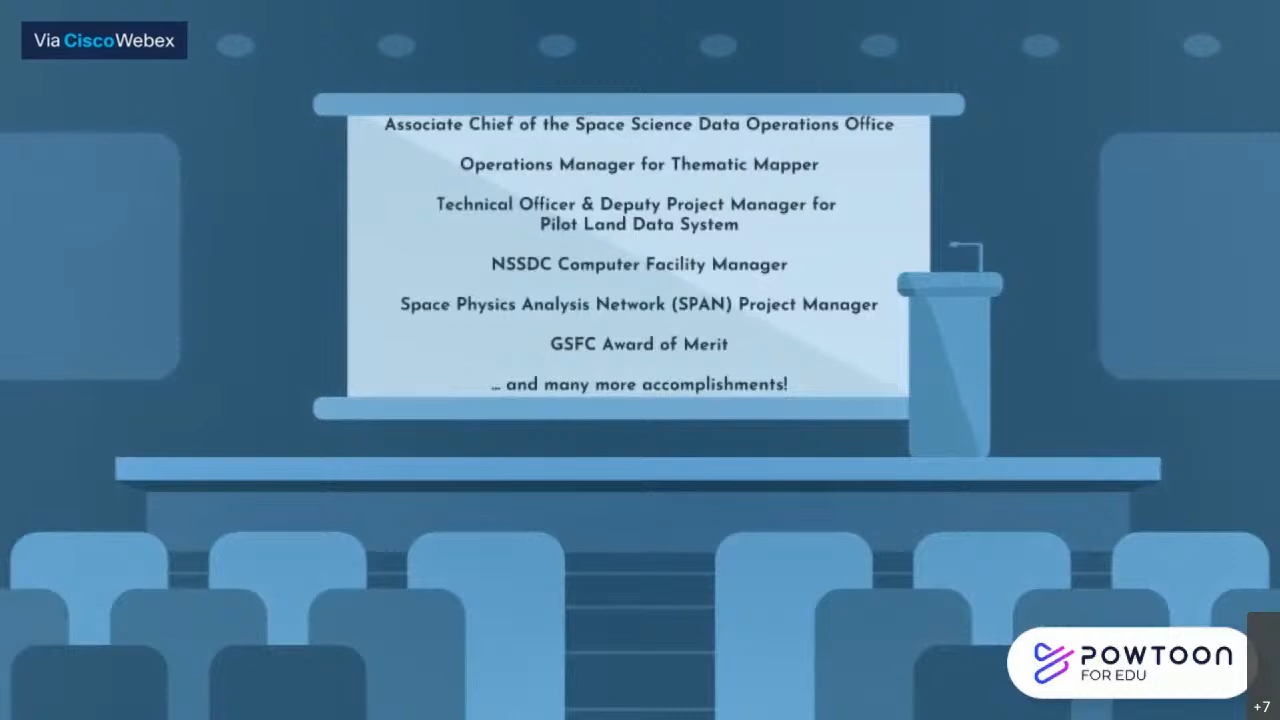 Via CiscoWebex
Associate Chief of the Space Science Data Operations Office
Operations Manager for Thematic Mapper
Technical Officer & Deputy Project Manager for
Pilot Land Data System
NSSDC Computer Facility Manager
Space Physics Analysis Network (SPAN) Project Manager
GSFC Award of Merit
... and many more accomplishments!
POWTOON
FOR EDU
+7